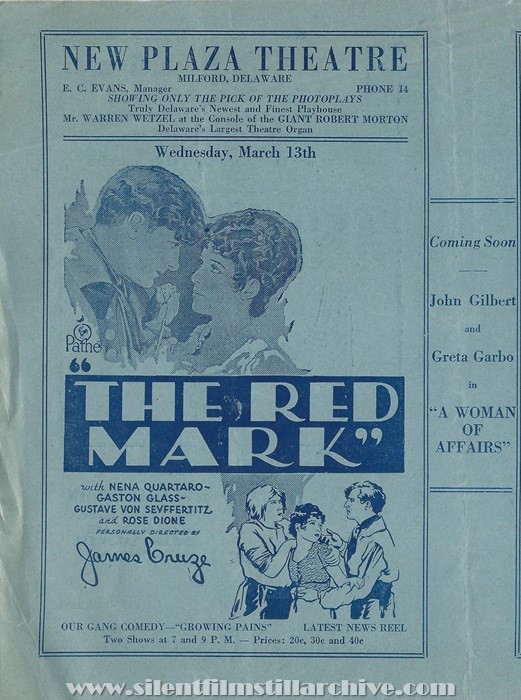 NEW PLAZA THEATRE
MILFORD, DELAWARE
E. C. EVANS, Manager PHONE 14
SHOWING ONLY THE PICK OF THE PHOTOPLAYS
Truly Delaware's Newest and Finest Playhouse
Mr. WARREN WETZEL at the Console of the GIANT ROBERT MORTON
Delaware's Largest Theatre Organ
Wednesday, March 13th
Pathé
"THE RED
MARK"
with NENA QUARTARO-
GASTON GLASS-
GUSTAVE VON SEYFFERTITZ
and ROSE DIONE
PERSONALLY DIRECTED BY
James Cruze
OUR GANG COMEDY—"GROWING PAINS" LATEST NEWS REEL
Two Shows at 7 and 9 P. M. — Prices: 20c, 30c and 40c
Coming Soon
John Gilbert
and
Greta Garbo
in
"A WOMAN
OF
AFFAIRS"
www.silentfilmstillarchive.com